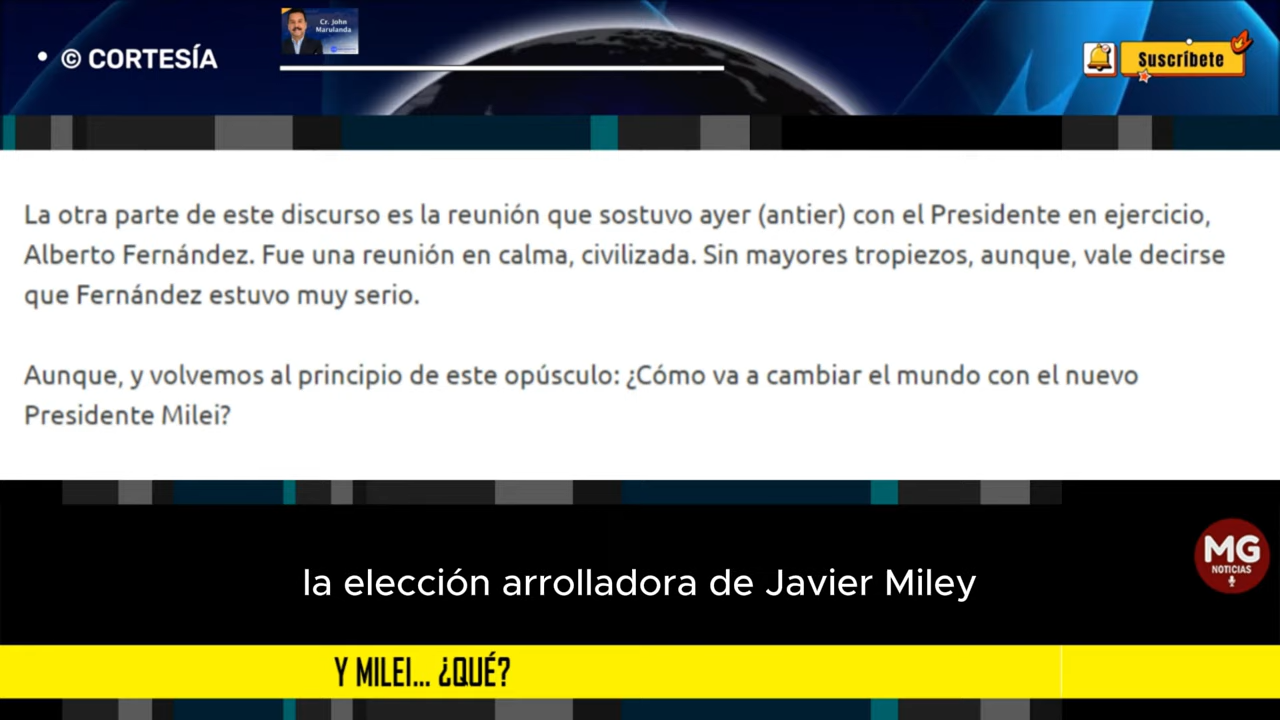 • © CORTESÍA
Cr. John
Marulanda
Suscríbete
La otra parte de este discurso es la reunión que sostuvo ayer (antier) con el Presidente en ejercicio,
Alberto Fernández. Fue una reunión en calma, civilizada. Sin mayores tropiezos, aunque, vale decirse
que Fernández estuvo muy serio.
Aunque, y volvemos al principio de este opúsculo: ¿Cómo va a cambiar el mundo con el nuevo
Presidente Milei?
MG
NOTICIAS
la elección arrolladora de Javier Miley
Y MILEI... ¿QUÉ?